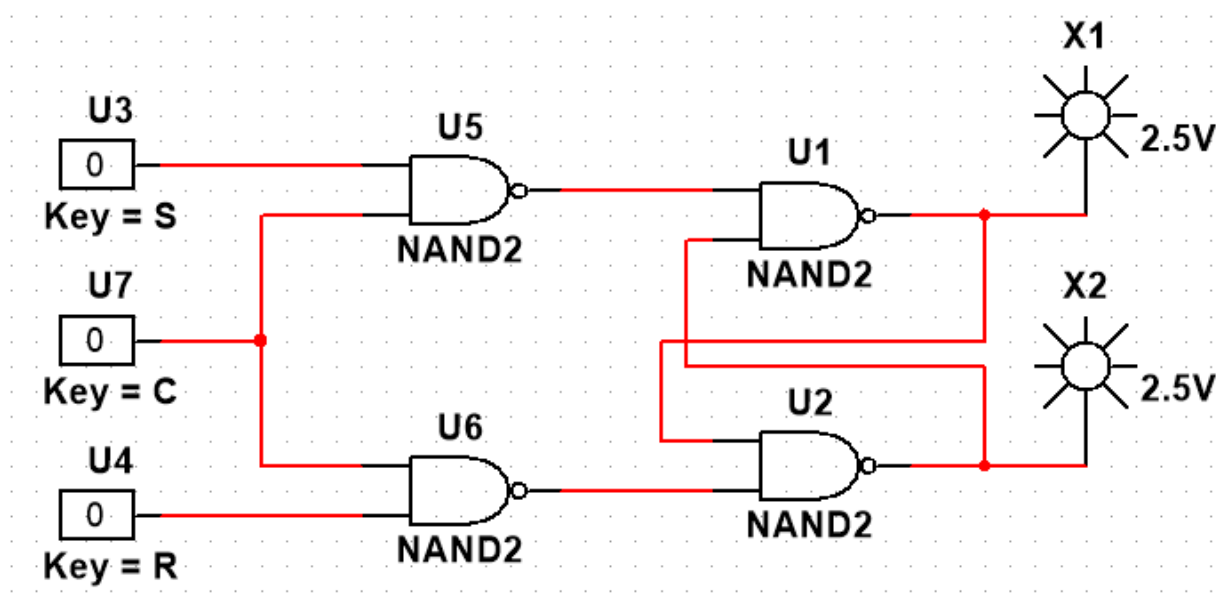 X1
2.5V
U3
0
Key = S
U5
NAND2
U1
NAND2
U7
0
Key = C
X2
2.5V
U4
0
Key = R
U6
NAND2
U2
NAND2